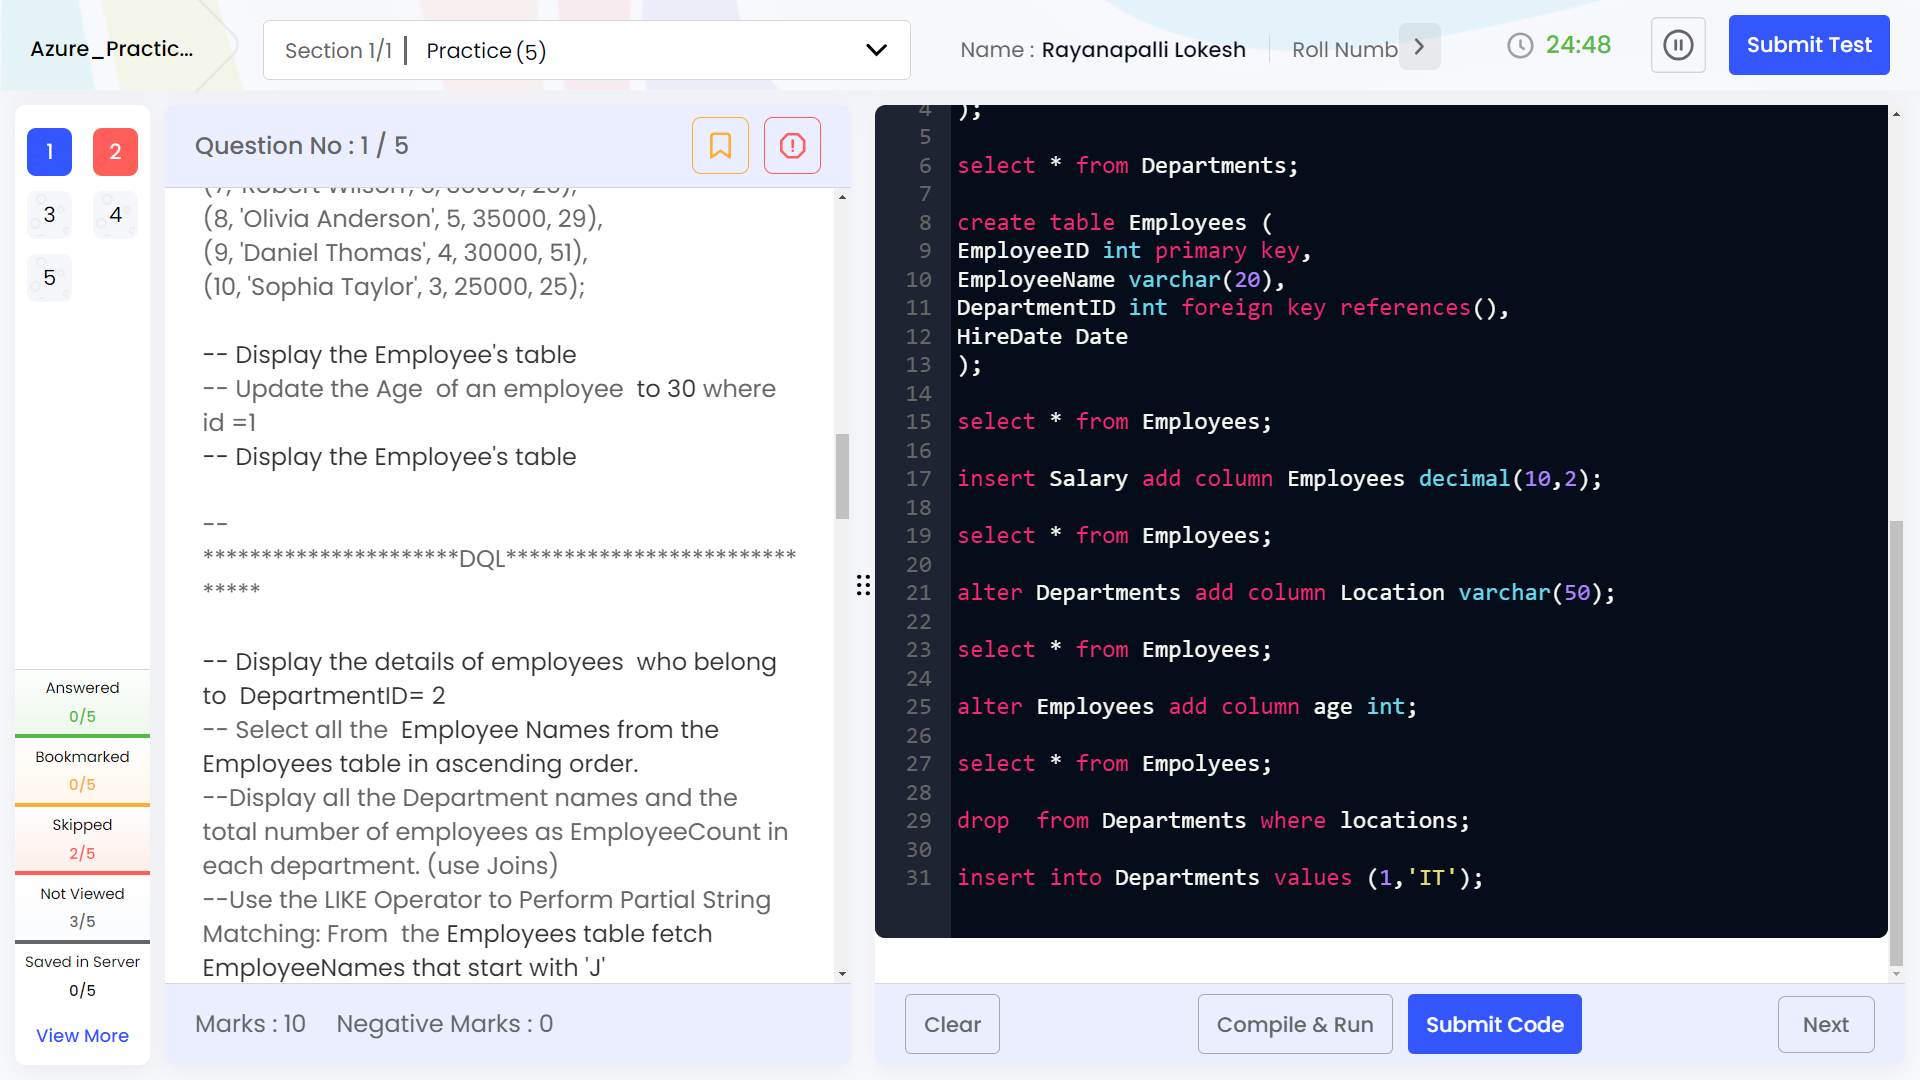 Azure_Practic...
Section 1/1 | Practice (5)
Name : Rayanapalli Lokesh
Roll Numb
24:48
Submit Test
1
2
3
4
5
Answered
0/5
Bookmarked
0/5
Skipped
2/5
Not Viewed
3/5
Saved in Server
0/5
View More
Question No : 1 / 5
(8, 'Olivia Anderson', 5, 35000, 29),
(9, 'Daniel Thomas', 4, 30000, 51),
(10, 'Sophia Taylor', 3, 25000, 25);
-- Display the Employee's table
-- Update the Age  of an employee  to 30 where
id =1
-- Display the Employee's table
--
**********************DQL*************************
*****
-- Display the details of employees  who belong
to  DepartmentID= 2
-- Select all the  Employee Names from the
Employees table in ascending order.
--Display all the Department names and the
total number of employees as EmployeeCount in
each department. (use Joins)
--Use the LIKE Operator to Perform Partial String
Matching: From  the Employees table fetch
EmployeeNames that start with 'J'
Marks : 10
Negative Marks : 0
4 );
5
6 select * from Departments;
7
8 create table Employees (
9 EmployeeID int primary key,
10 EmployeeName varchar(20),
11 DepartmentID int foreign key references(),
12 HireDate Date
13 );
14
15 select * from Employees;
16
17 insert Salary add column Employees decimal(10,2);
18
19 select * from Employees;
20
21 alter Departments add column Location varchar(50);
22
23 select * from Employees;
24
25 alter Employees add column age int;
26
27 select * from Empolyees;
28
29 drop  from Departments where locations;
30
31 insert into Departments values (1,'IT');
Clear
Compile & Run
Submit Code
Next